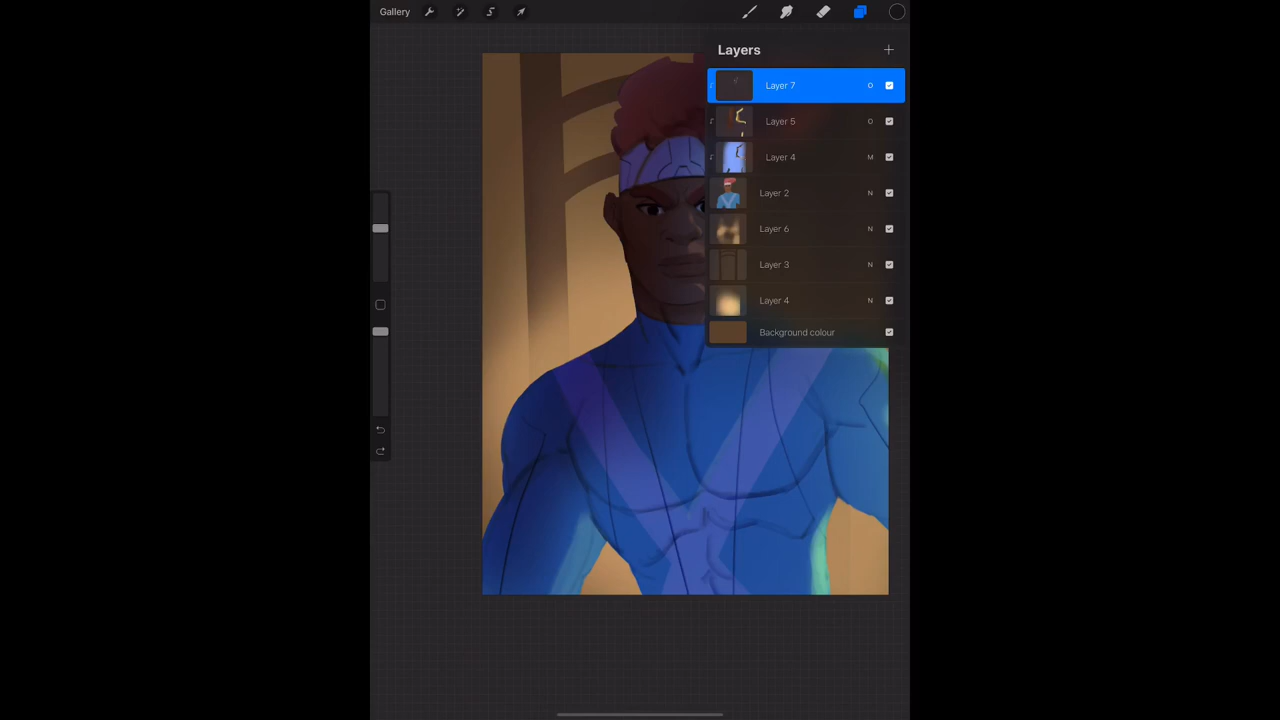 Gallery
Layers
Layer 7 O
Layer 5 O
Layer 4 M
Layer 2 N
Layer 6 N
Layer 3 N
Layer 4 N
Background colour